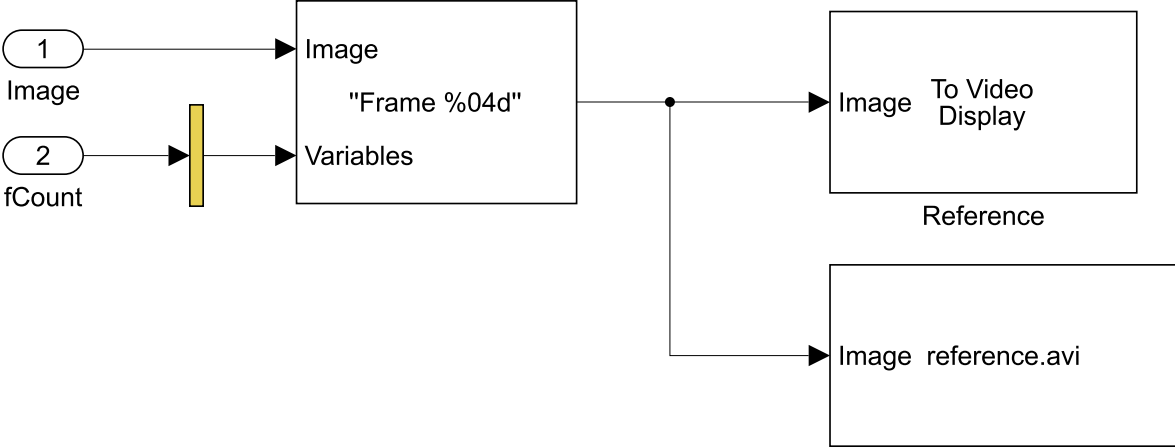 1
Image
2
fCount
Image
"Frame %04d"
Variables
Image
To Video
Display
Reference
Image reference.avi